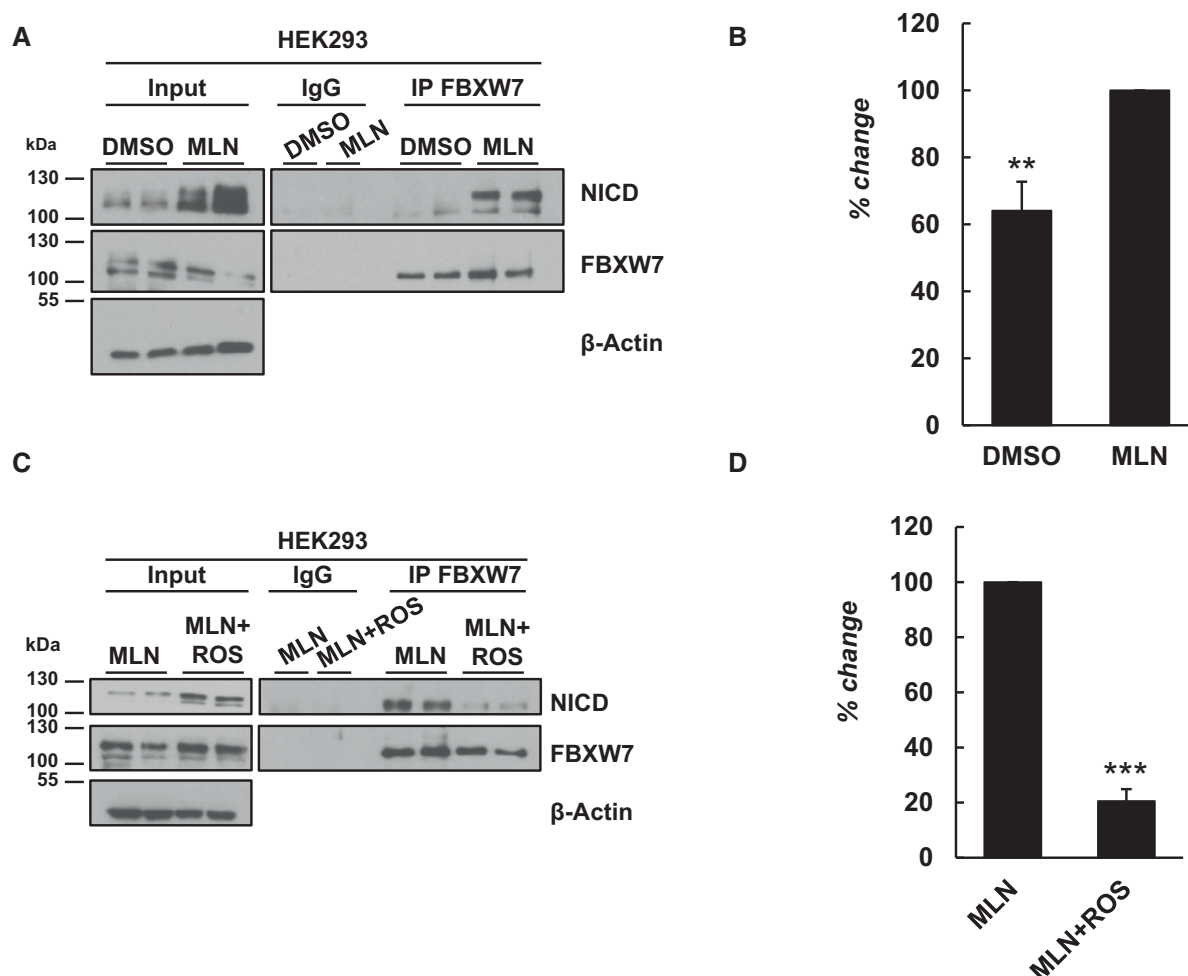 A
HEK293
Input IgG IP FBXW7
kDa DMSO MLN DMSO MLN DMSO MLN
130
100
NICD
130
100
FBXW7
55
β-Actin
B
120
100
80
60
40
20
0
% change
**
DMSO MLN
C
HEK293
Input IgG IP FBXW7
kDa MLN MLN+
ROS
MLN MLN+ROS MLN MLN+
ROS
130
100
NICD
130
100
FBXW7
55
β-Actin
D
120
100
80
60
40
20
0
% change
***
MLN MLN+ROS